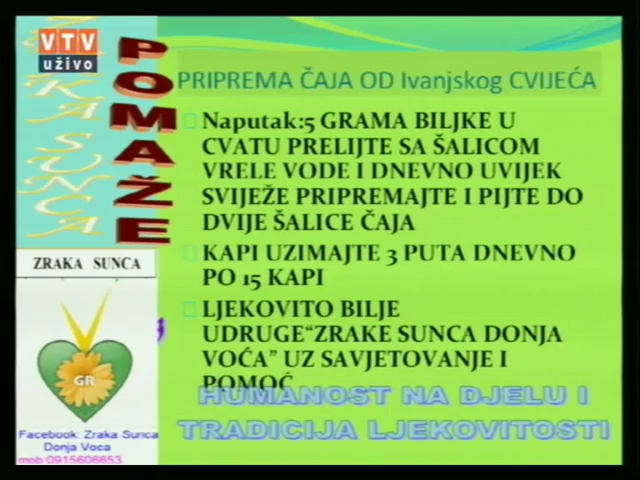 VTV
uživo
ZRAKA SUNCA
POMAŽE
PRIPREMA ČAJA OD Ivanjskog CVIJEĆA
Naputak:5 GRAMA BILJKE U
CVATU PRELIJTE SA ŠALICOM
VRELE VODE I DNEVNO UVIJEK
SVIJEŽE PRIPREMAJTE I PIJTE DO
DVIJE ŠALICE ČAJA
KAPI UZIMAJTE 3 PUTA DNEVNO
PO 15 KAPI
LJEKOVITO BILJE
UDRUGE“ZRAKE SUNCA DONJA
VOĆA” UZ SAVJETOVANJE I
POMOĆ
HUMANOST NA DJELU I
TRADICIJA LJEKOVITOSTI
ZRAKA SUNCA
GR
Facebook: Zraka Sunca
Donja Voca
mob:0915606653